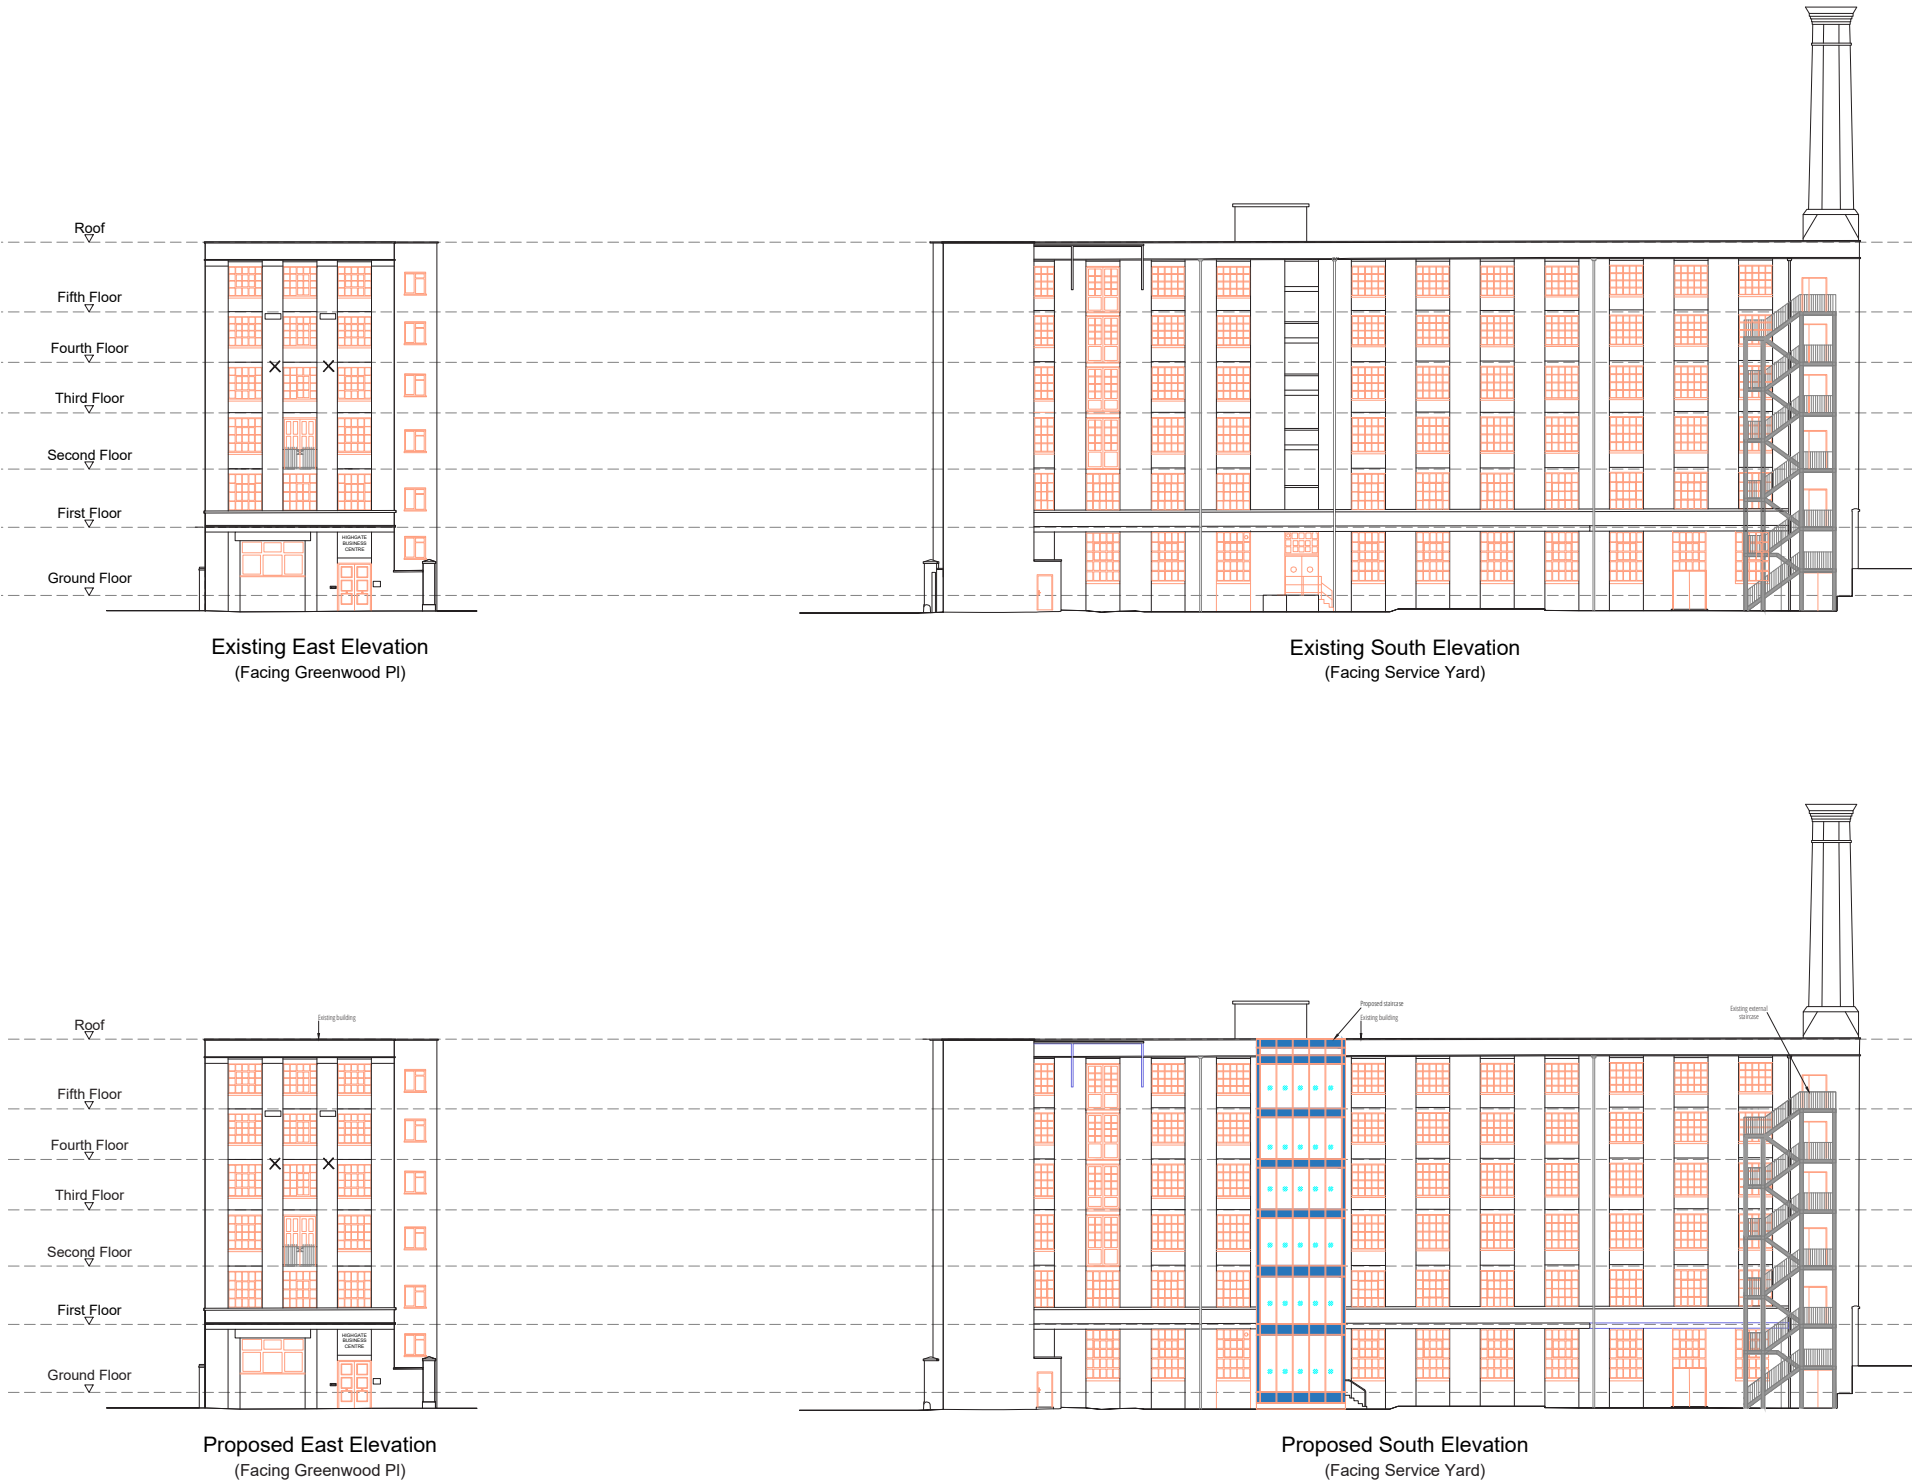 Roof
Fifth Floor
Fourth Floor
Third Floor
Second Floor
First Floor
Ground Floor
HIGHGATE
BUSINESS
CENTRE
Existing East Elevation
(Facing Greenwood Pl)
Existing South Elevation
(Facing Service Yard)
Roof
Fifth Floor
Fourth Floor
Third Floor
Second Floor
First Floor
Ground Floor
Existing building
HIGHGATE
BUSINESS
CENTRE
Proposed staircase
Existing building
Existing external
staircase
Proposed East Elevation
(Facing Greenwood Pl)
Proposed South Elevation
(Facing Service Yard)